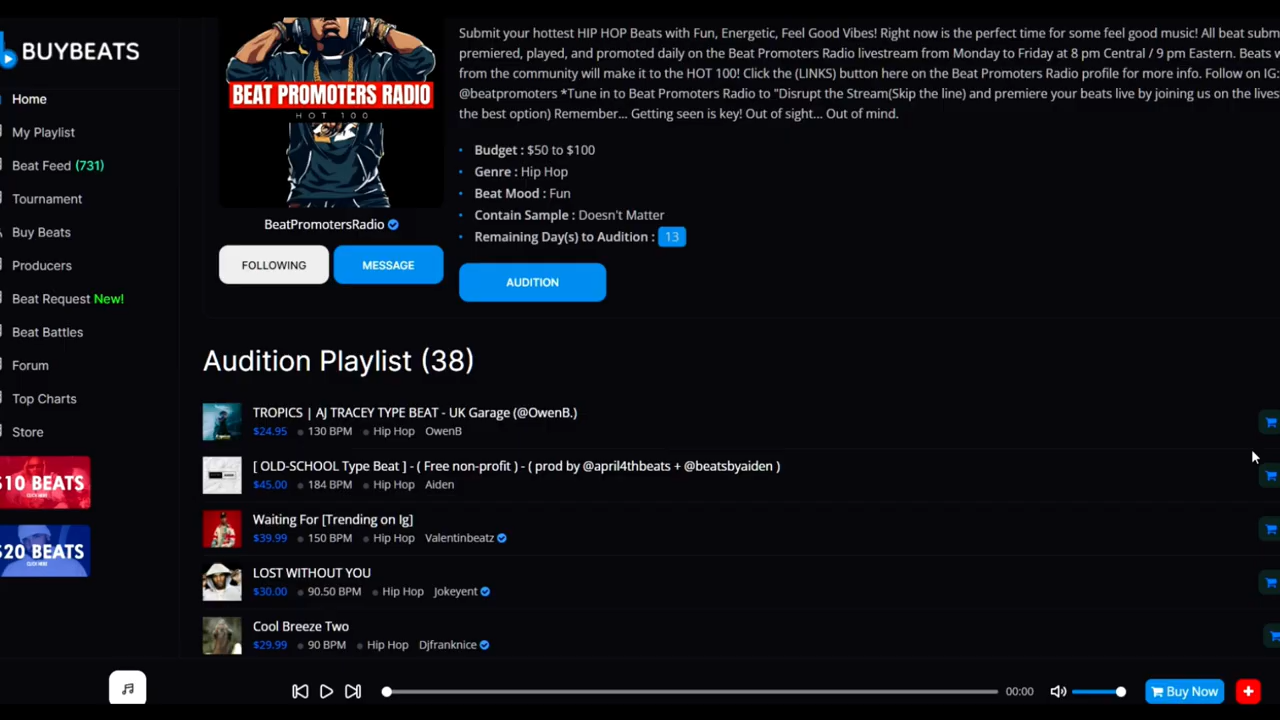 BUYBEATS
Home
My Playlist
Beat Feed (731)
Tournament
Buy Beats
Producers
Beat Request New!
Beat Battles
Forum
Top Charts
Store
$10 BEATS
CLICK HERE
$20 BEATS
CLICK HERE
BEAT PROMOTERS RADIO
HOT 100
BeatPromotersRadio
FOLLOWING
MESSAGE
Submit your hottest HIP HOP Beats with Fun, Energetic, Feel Good Vibes! Right now is the perfect time for some feel good music! All beat subm
premiered, played, and promoted daily on the Beat Promoters Radio livestream from Monday to Friday at 8 pm Central / 9 pm Eastern. Beats
from the community will make it to the HOT 100! Click the (LINKS) button here on the Beat Promoters Radio profile for more info. Follow on IG:
@beatpromoters *Tune in to Beat Promoters Radio to "Disrupt the Stream(Skip the line) and premiere your beats live by joining us on the lives
the best option) Remember... Getting seen is key! Out of sight... Out of mind.
• Budget : $50 to $100
• Genre : Hip Hop
• Beat Mood : Fun
• Contain Sample : Doesn't Matter
• Remaining Day(s) to Audition : 13
AUDITION
Audition Playlist (38)
TROPICS | AJ TRACEY TYPE BEAT - UK Garage (@OwenB.)
$24.95 130 BPM Hip Hop OwenB
[ OLD-SCHOOL Type Beat ] - ( Free non-profit ) - ( prod by @april4thbeats + @beatsbyaiden )
$45.00 184 BPM Hip Hop Aiden
Waiting For [Trending on Ig]
$39.99 150 BPM Hip Hop Valentinbeatz
LOST WITHOUT YOU
$30.00 90.50 BPM Hip Hop Jokeyent
Cool Breeze Two
$29.99 90 BPM Hip Hop Djfranknice
00:00
Buy Now